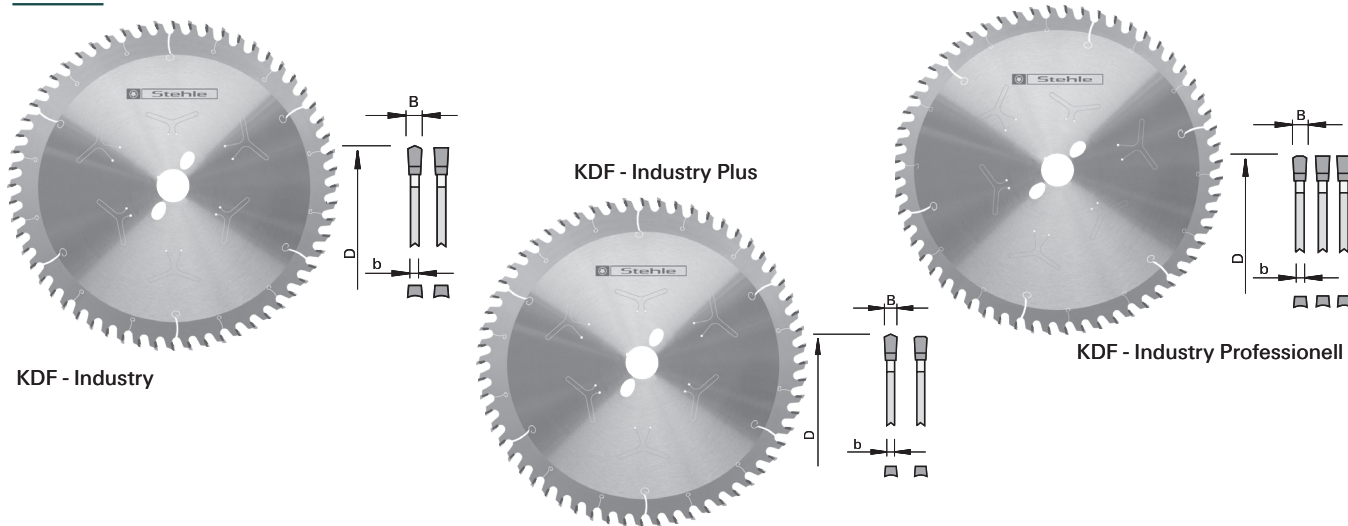 Stehle
B
D
b
KDF - Industry
KDF - Industry Plus
Stehle
B
D
b
Stehle
B
D
b
KDF - Industry Professionell